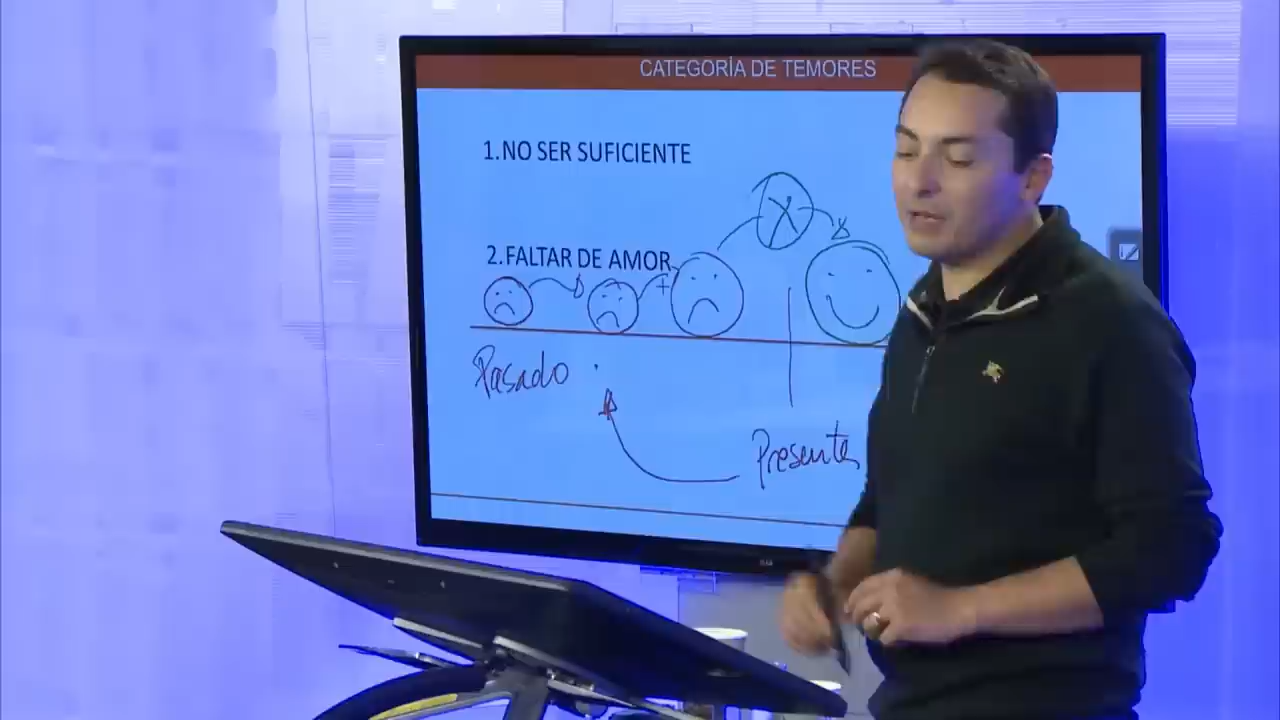 CATEGORÍA DE TEMORES
1.NO SER SUFICIENTE
2.FALTAR DE AMOR
+
Pasado
Presente